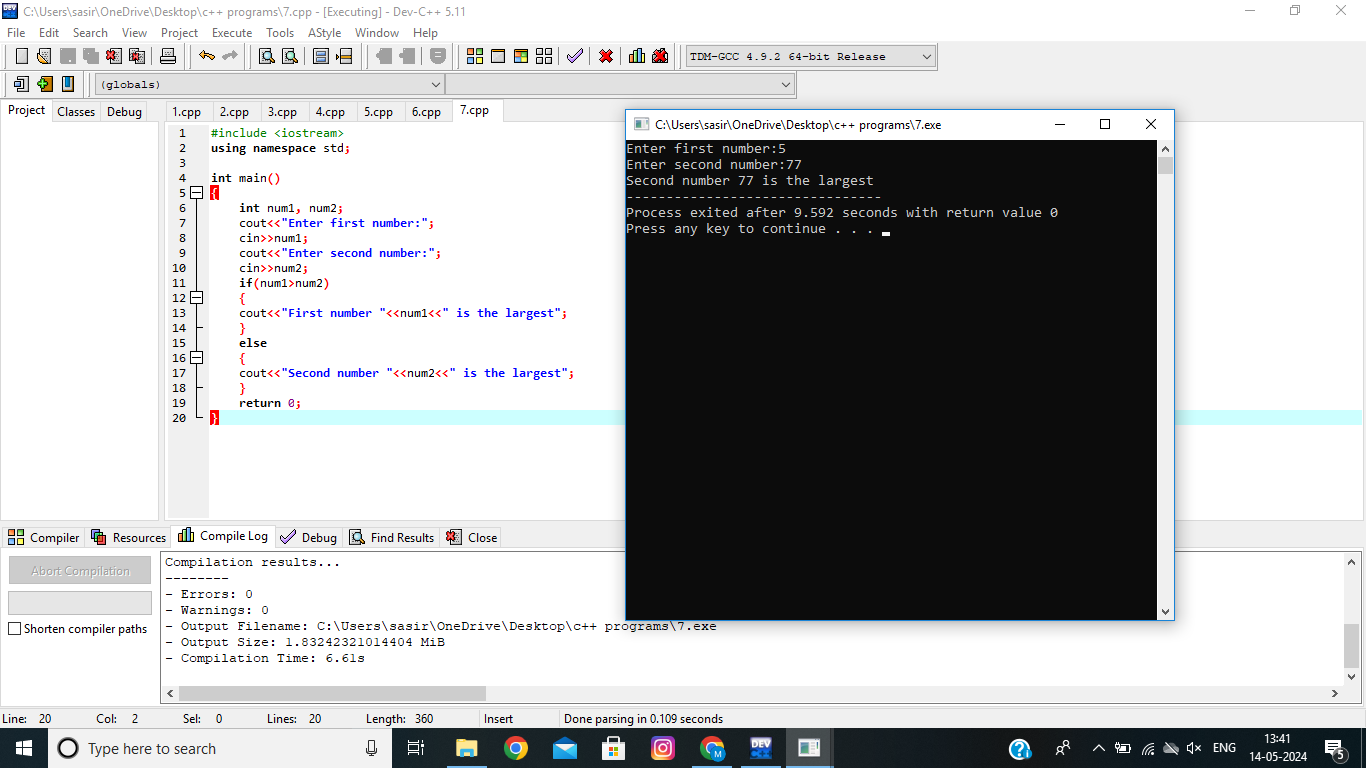 C:\Users\sasir\OneDrive\Desktop\c++ programs\7.cpp - [Executing] - Dev-C++ 5.11
File Edit Search View Project Execute Tools AStyle Window Help
TDM-GCC 4.9.2 64-bit Release
(globals)
Project Classes Debug
1.cpp 2.cpp 3.cpp 4.cpp 5.cpp 6.cpp 7.cpp
1 #include <iostream>
2 using namespace std;
3
4 int main()
5 {
6 int num1, num2;
7 cout<<"Enter first number:";
8 cin>>num1;
9 cout<<"Enter second number:";
10 cin>>num2;
11 if(num1>num2)
12 {
13 cout<<"First number "<<num1<<" is the largest";
14 }
15 else
16 {
17 cout<<"Second number "<<num2<<" is the largest";
18 }
19 return 0;
20 }
C:\Users\sasir\OneDrive\Desktop\c++ programs\7.exe
Enter first number:5
Enter second number:77
Second number 77 is the largest
--------------------------------
Process exited after 9.592 seconds with return value 0
Press any key to continue . . .
Compiler Resources Compile Log Debug Find Results Close
Abort Compilation
Shorten compiler paths
Compilation results...
--------
- Errors: 0
- Warnings: 0
- Output Filename: C:\Users\sasir\OneDrive\Desktop\c++ programs\7.exe
- Output Size: 1.83242321014404 MiB
- Compilation Time: 6.61s
Line: 20 Col: 2 Sel: 0 Lines: 20 Length: 360 Insert Done parsing in 0.109 seconds
Type here to search
M
DEV
ENG
13:41
14-05-2024
5